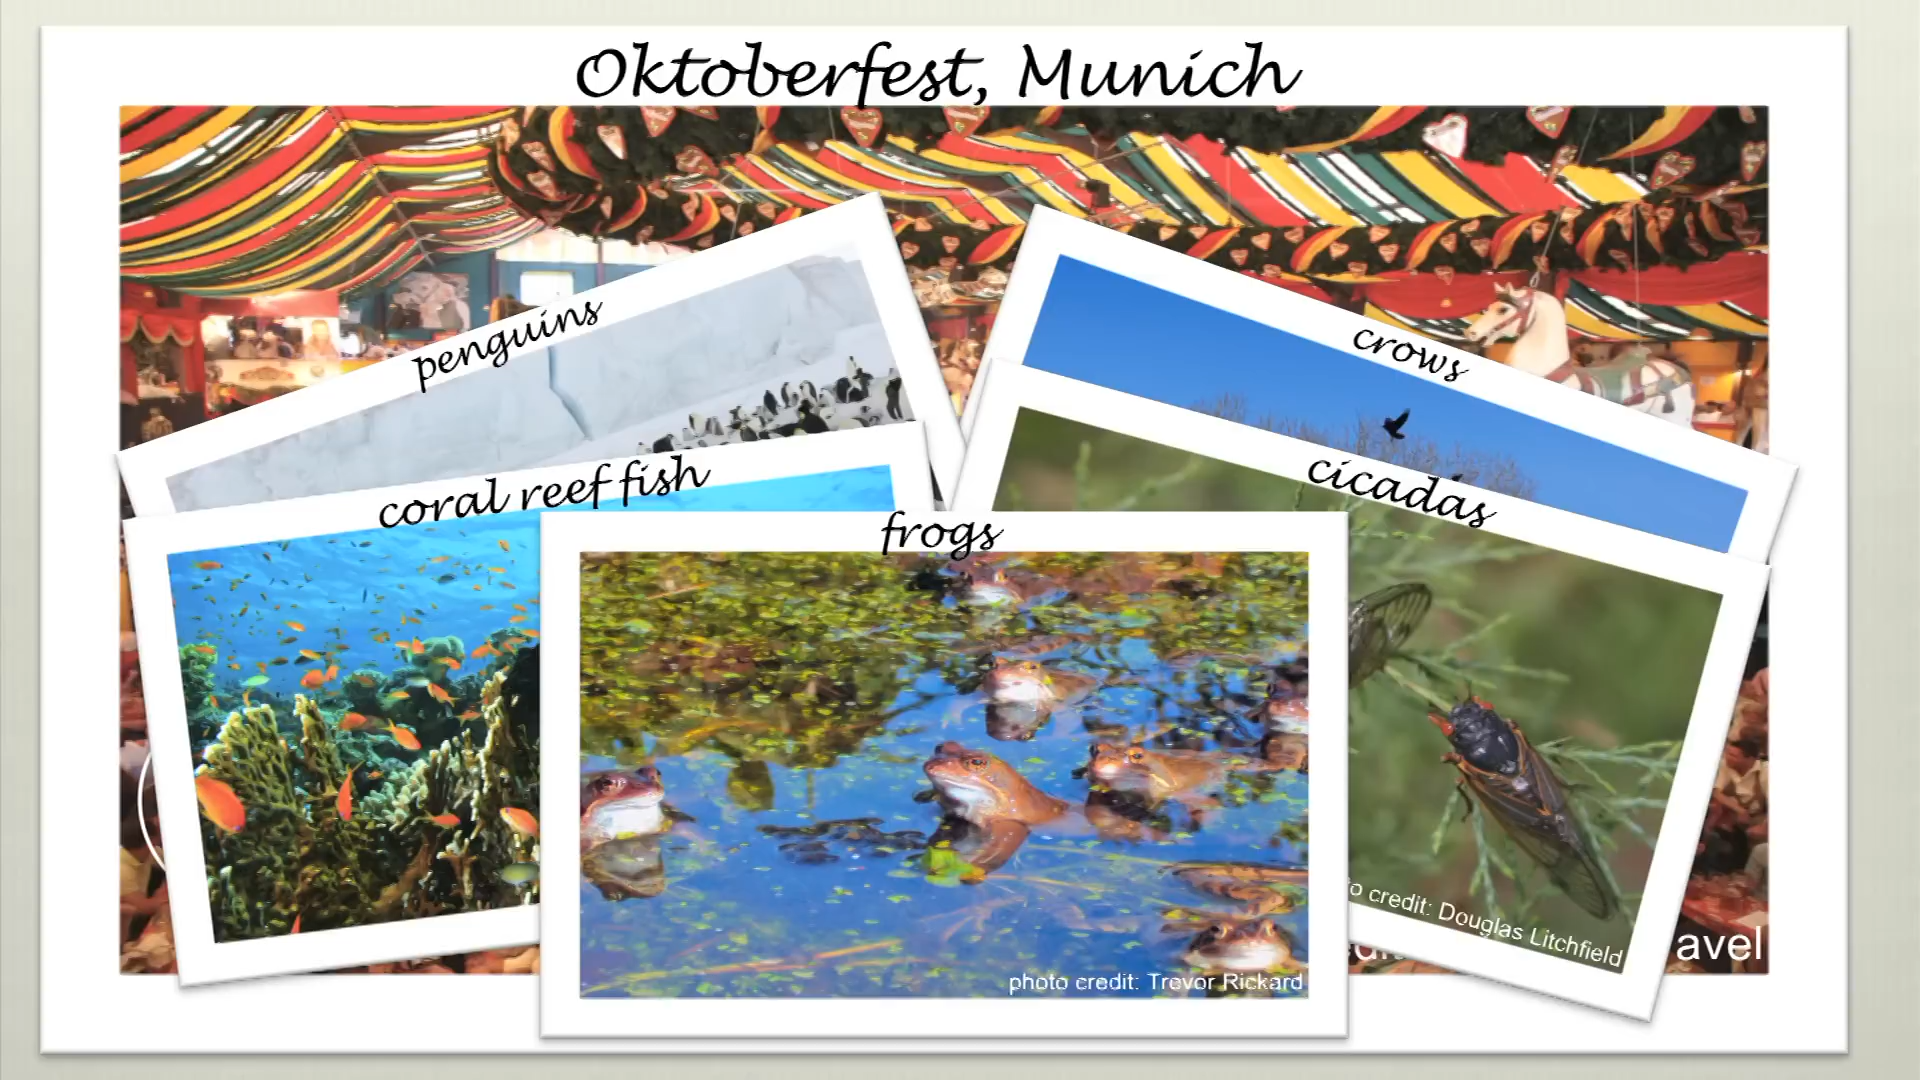 Oktoberfest, Munich
penguins
crows
coral reef fish
cicadas
frogs
credit: Douglas Litchfield
avel
photo credit: Trevor Rickard